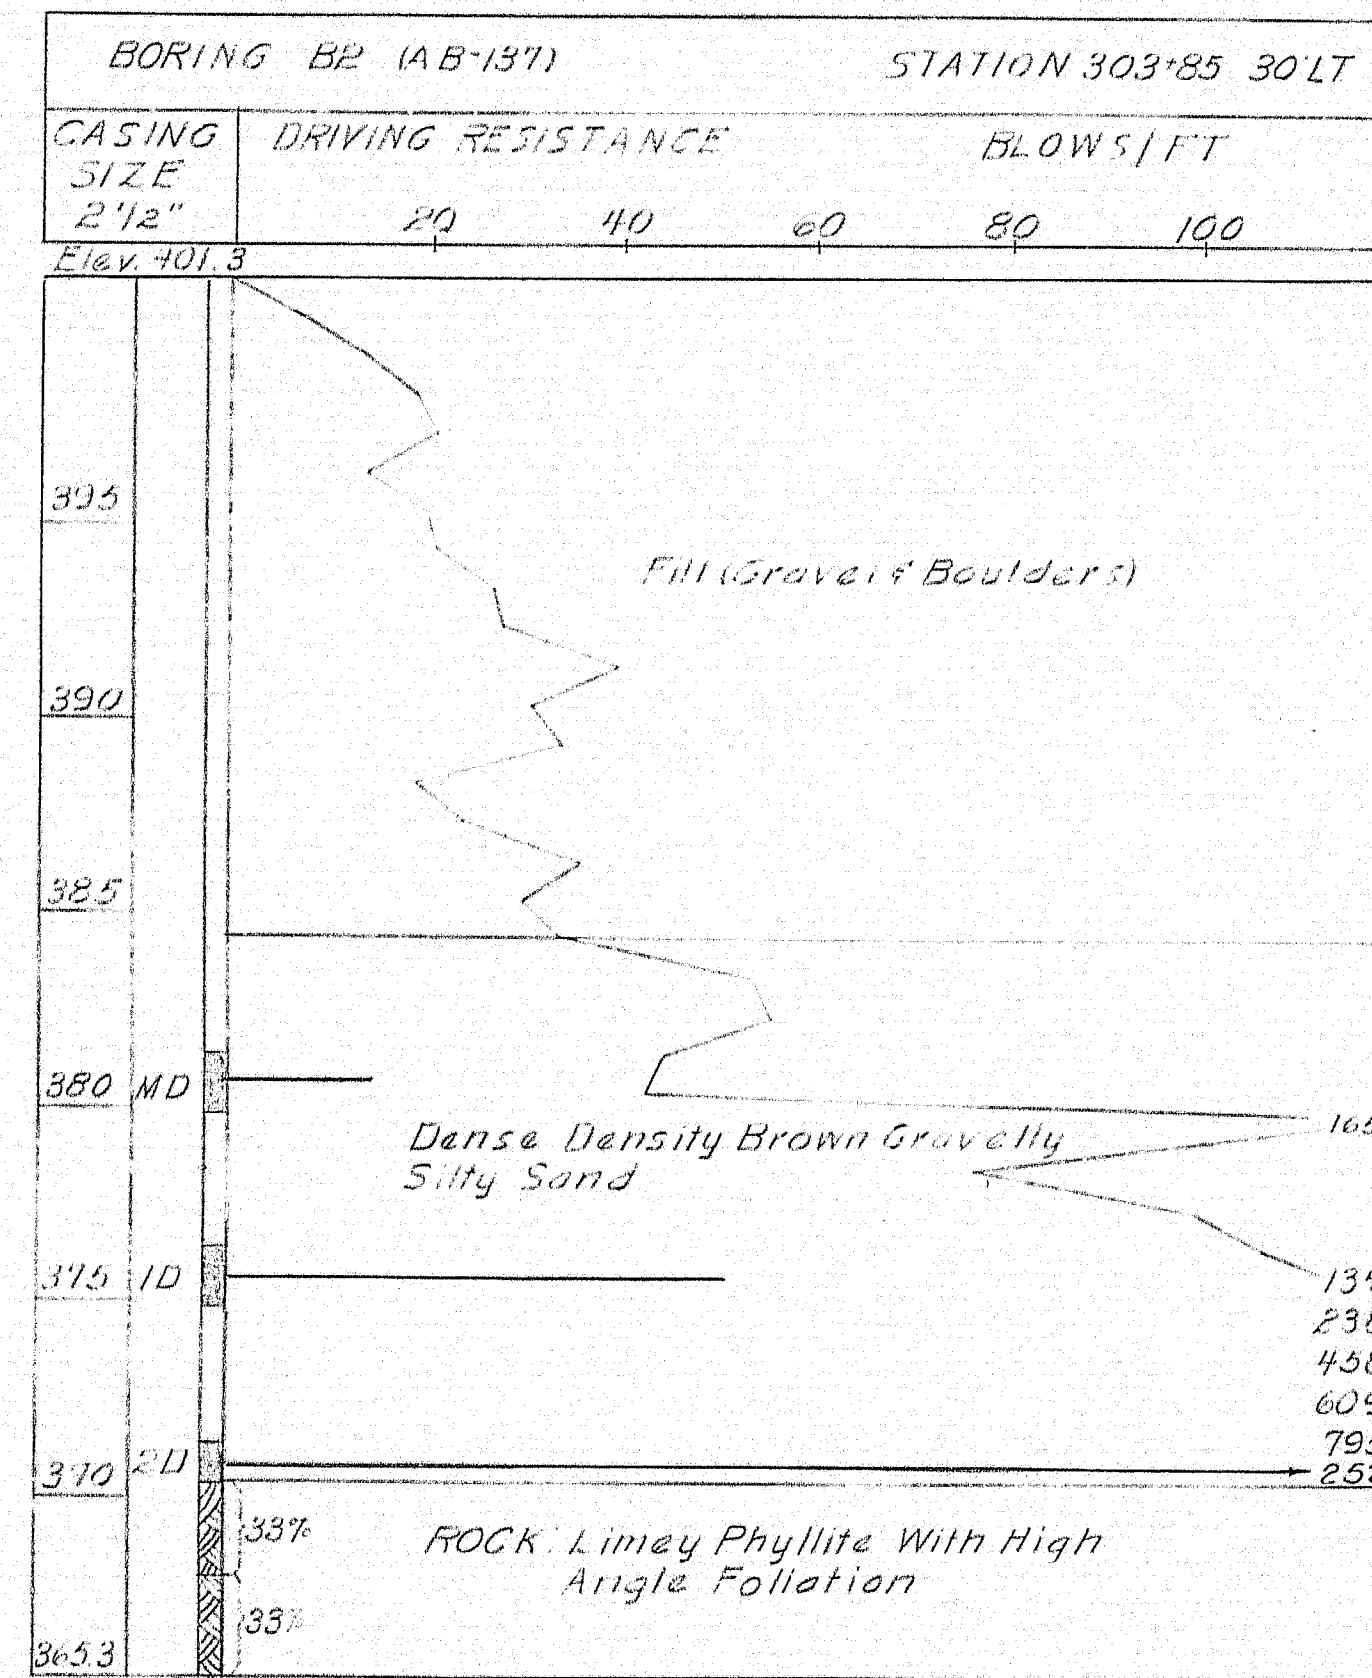 BORING B2 (AB-137) STATION 303+85 30'LT
CASING SIZE 2 1/2"
DRIVING RESISTANCE BLOWS/FT
20 40 60 80 100
Elev. 401.3
395
Fill (Gravel & Boulders)
390
385
380 MD
165
Dense Density Brown Gravelly
Silty Sand
375 1D
370 2D
33%
ROCK: Limey Phyllite With High
Angle Foliation
33%
365.3